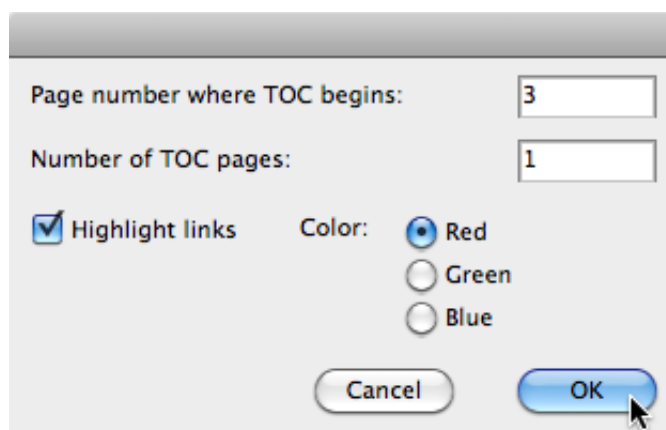 Page number where TOC begins: 3
Number of TOC pages: 1
Highlight links Color: Red
Green
Blue
Cancel OK